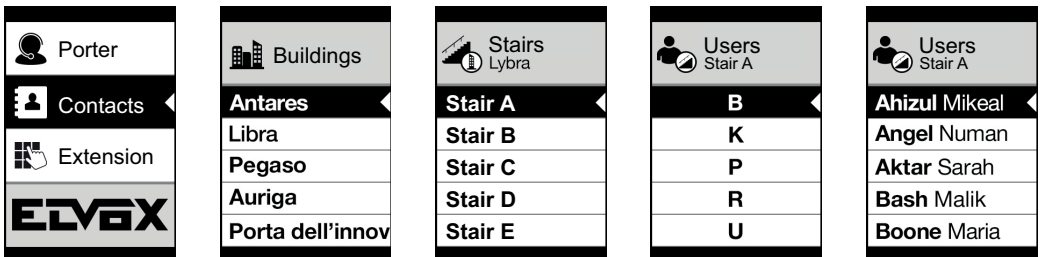 Porter
Contacts
Extension
ELVOX
Buildings
Antares
Libra
Pegaso
Auriga
Porta dell'innov
Stairs
Lybra
Stair A
Stair B
Stair C
Stair D
Stair E
Users
Stair A
B
K
P
R
U
Users
Stair A
Ahizul Mikeal
Angel Numan
Aktar Sarah
Bash Malik
Boone Maria